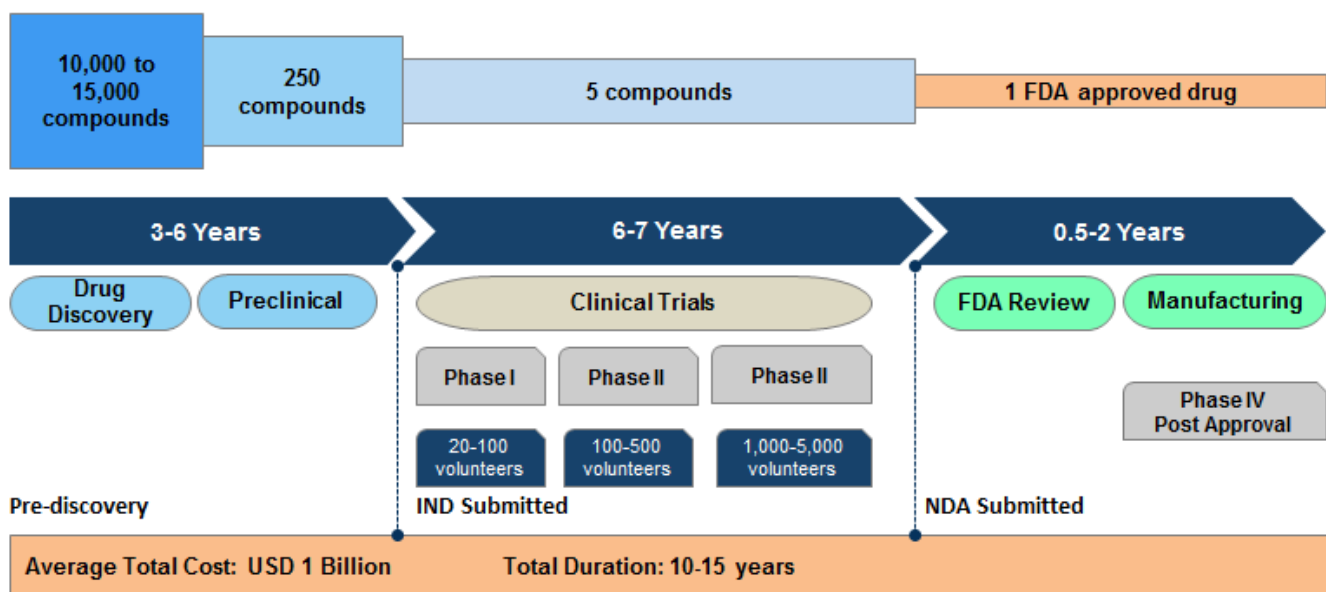 10,000 to
15,000
compounds
250
compounds
5 compounds
1 FDA approved drug
3-6 Years
6-7 Years
0.5-2 Years
Drug
Discovery
Preclinical
Clinical Trials
FDA Review
Manufacturing
Phase I
Phase II
Phase II
Phase IV
Post Approval
20-100
volunteers
100-500
volunteers
1,000-5,000
volunteers
Pre-discovery
IND Submitted
NDA Submitted
Average Total Cost: USD 1 Billion
Total Duration: 10-15 years